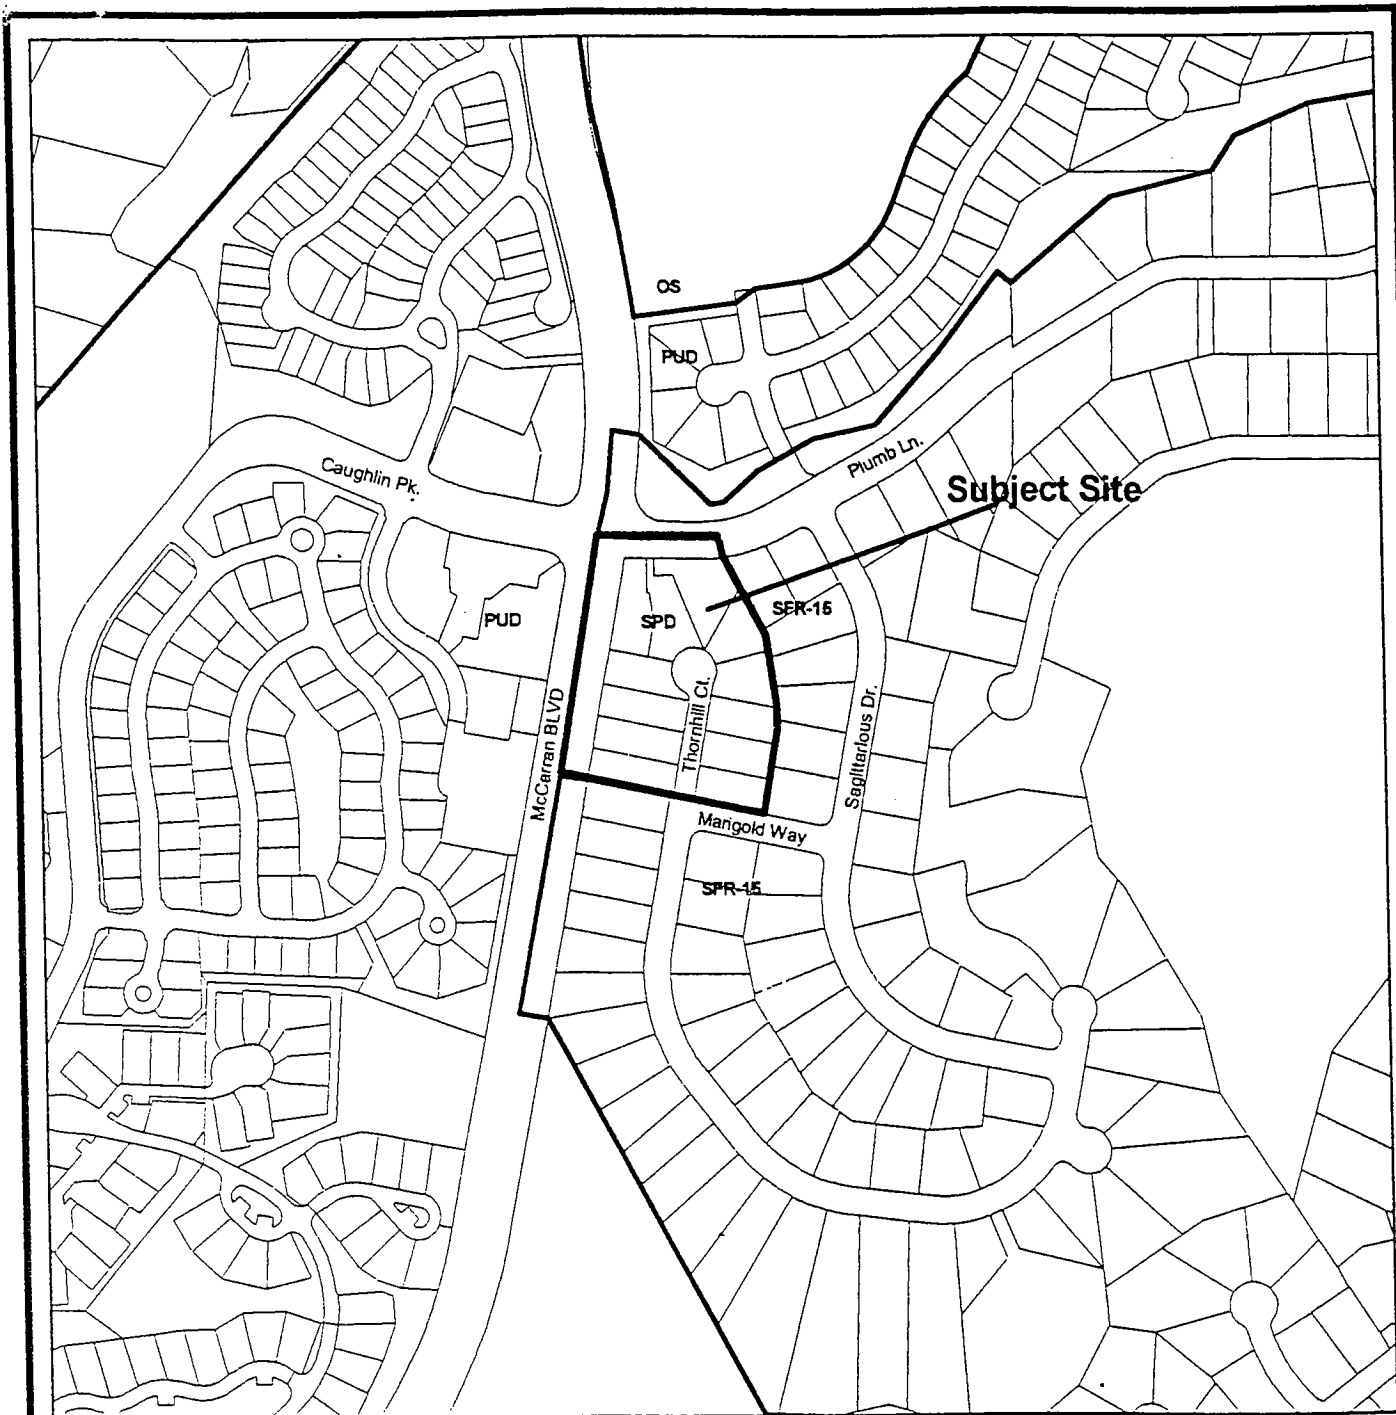 OS
PUD
Plumb Ln.
Caughlin Pk.
Subject Site
SFR-15
PUD
SPD
Thornhill Ct.
McCarran BLVD
Sagittarious Dr.
Marigold Way
SFR-15